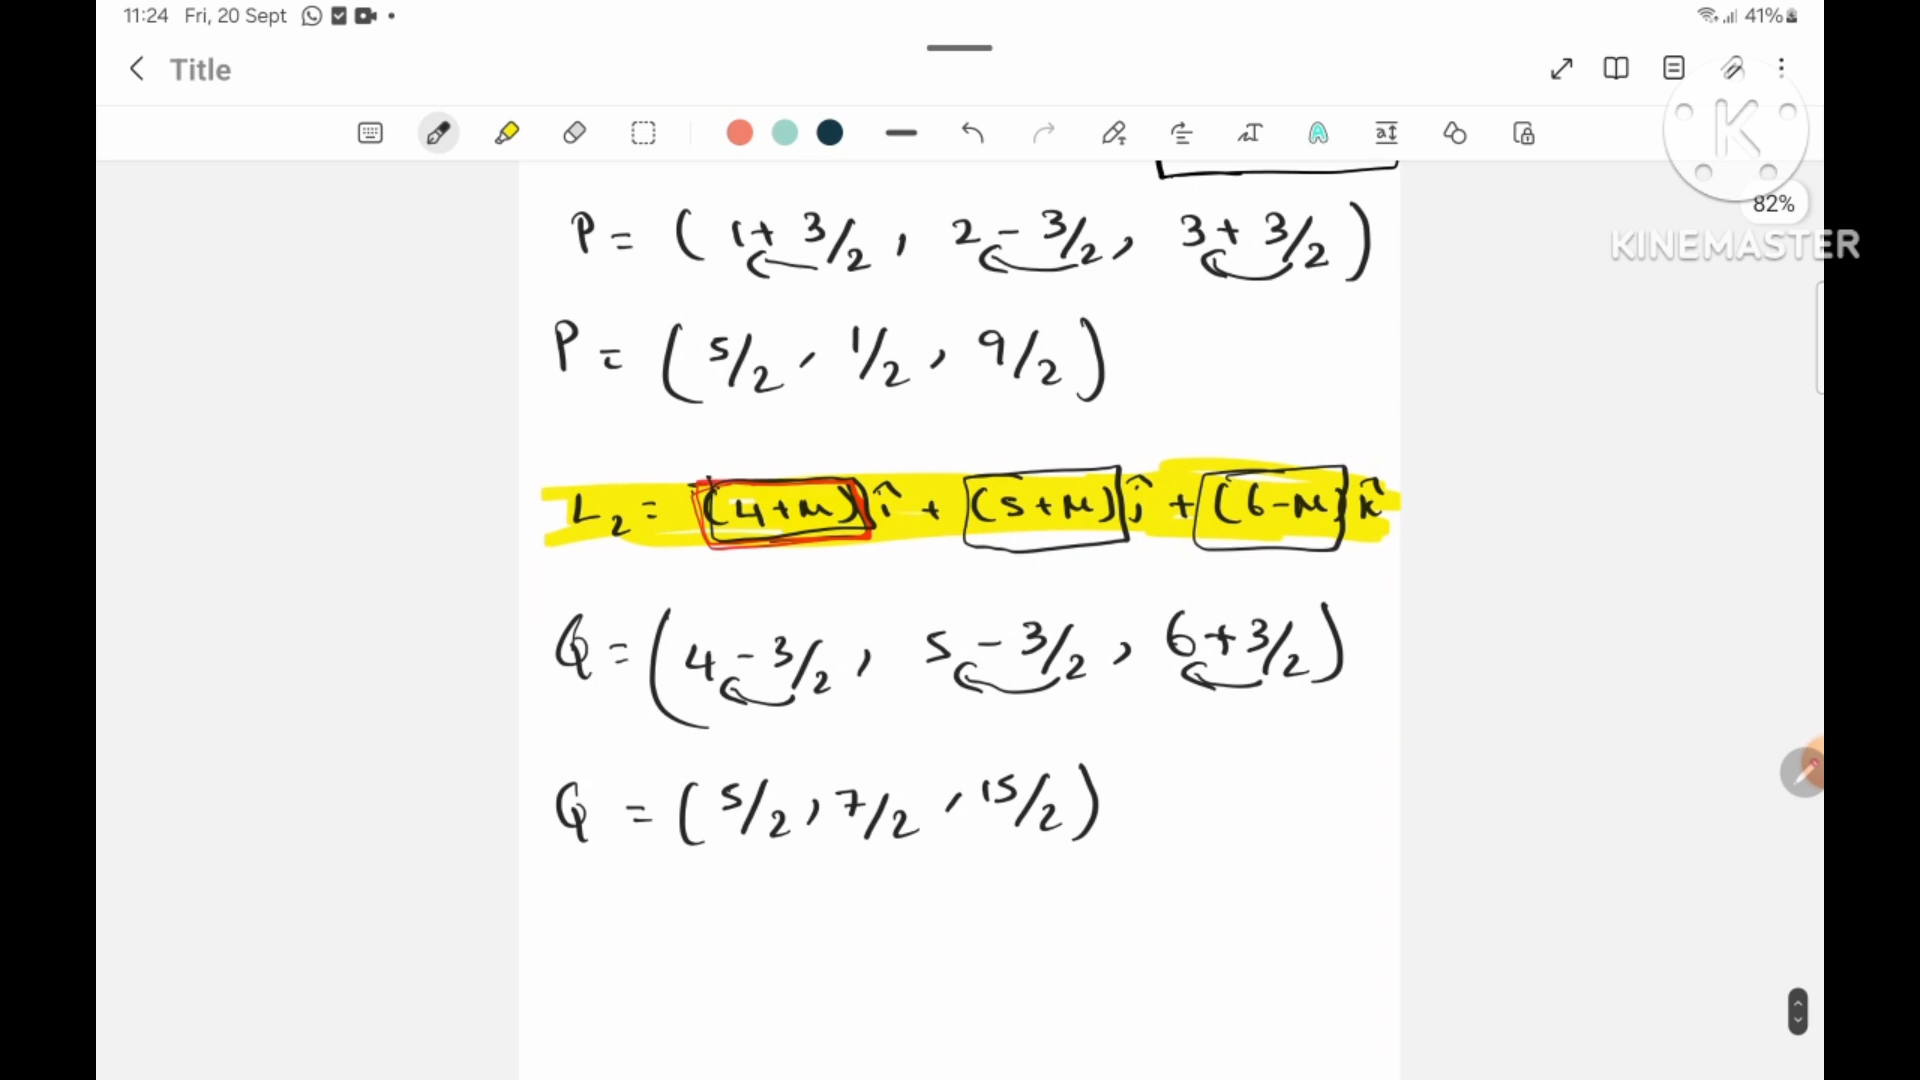 11:24 Fri, 20 Sept
41%
Title
82%
KINEMASTER
P = ( 1 + 3/2 , 2 - 3/2 , 3 + 3/2 )
P = ( 5/2 , 1/2 , 9/2 )
L₂ = (4+μ) î + (5+μ) ĵ + (6-μ) k̂
Q = ( 4 - 3/2 , 5 - 3/2 , 6 + 3/2 )
Q = ( 5/2 , 7/2 , 15/2 )